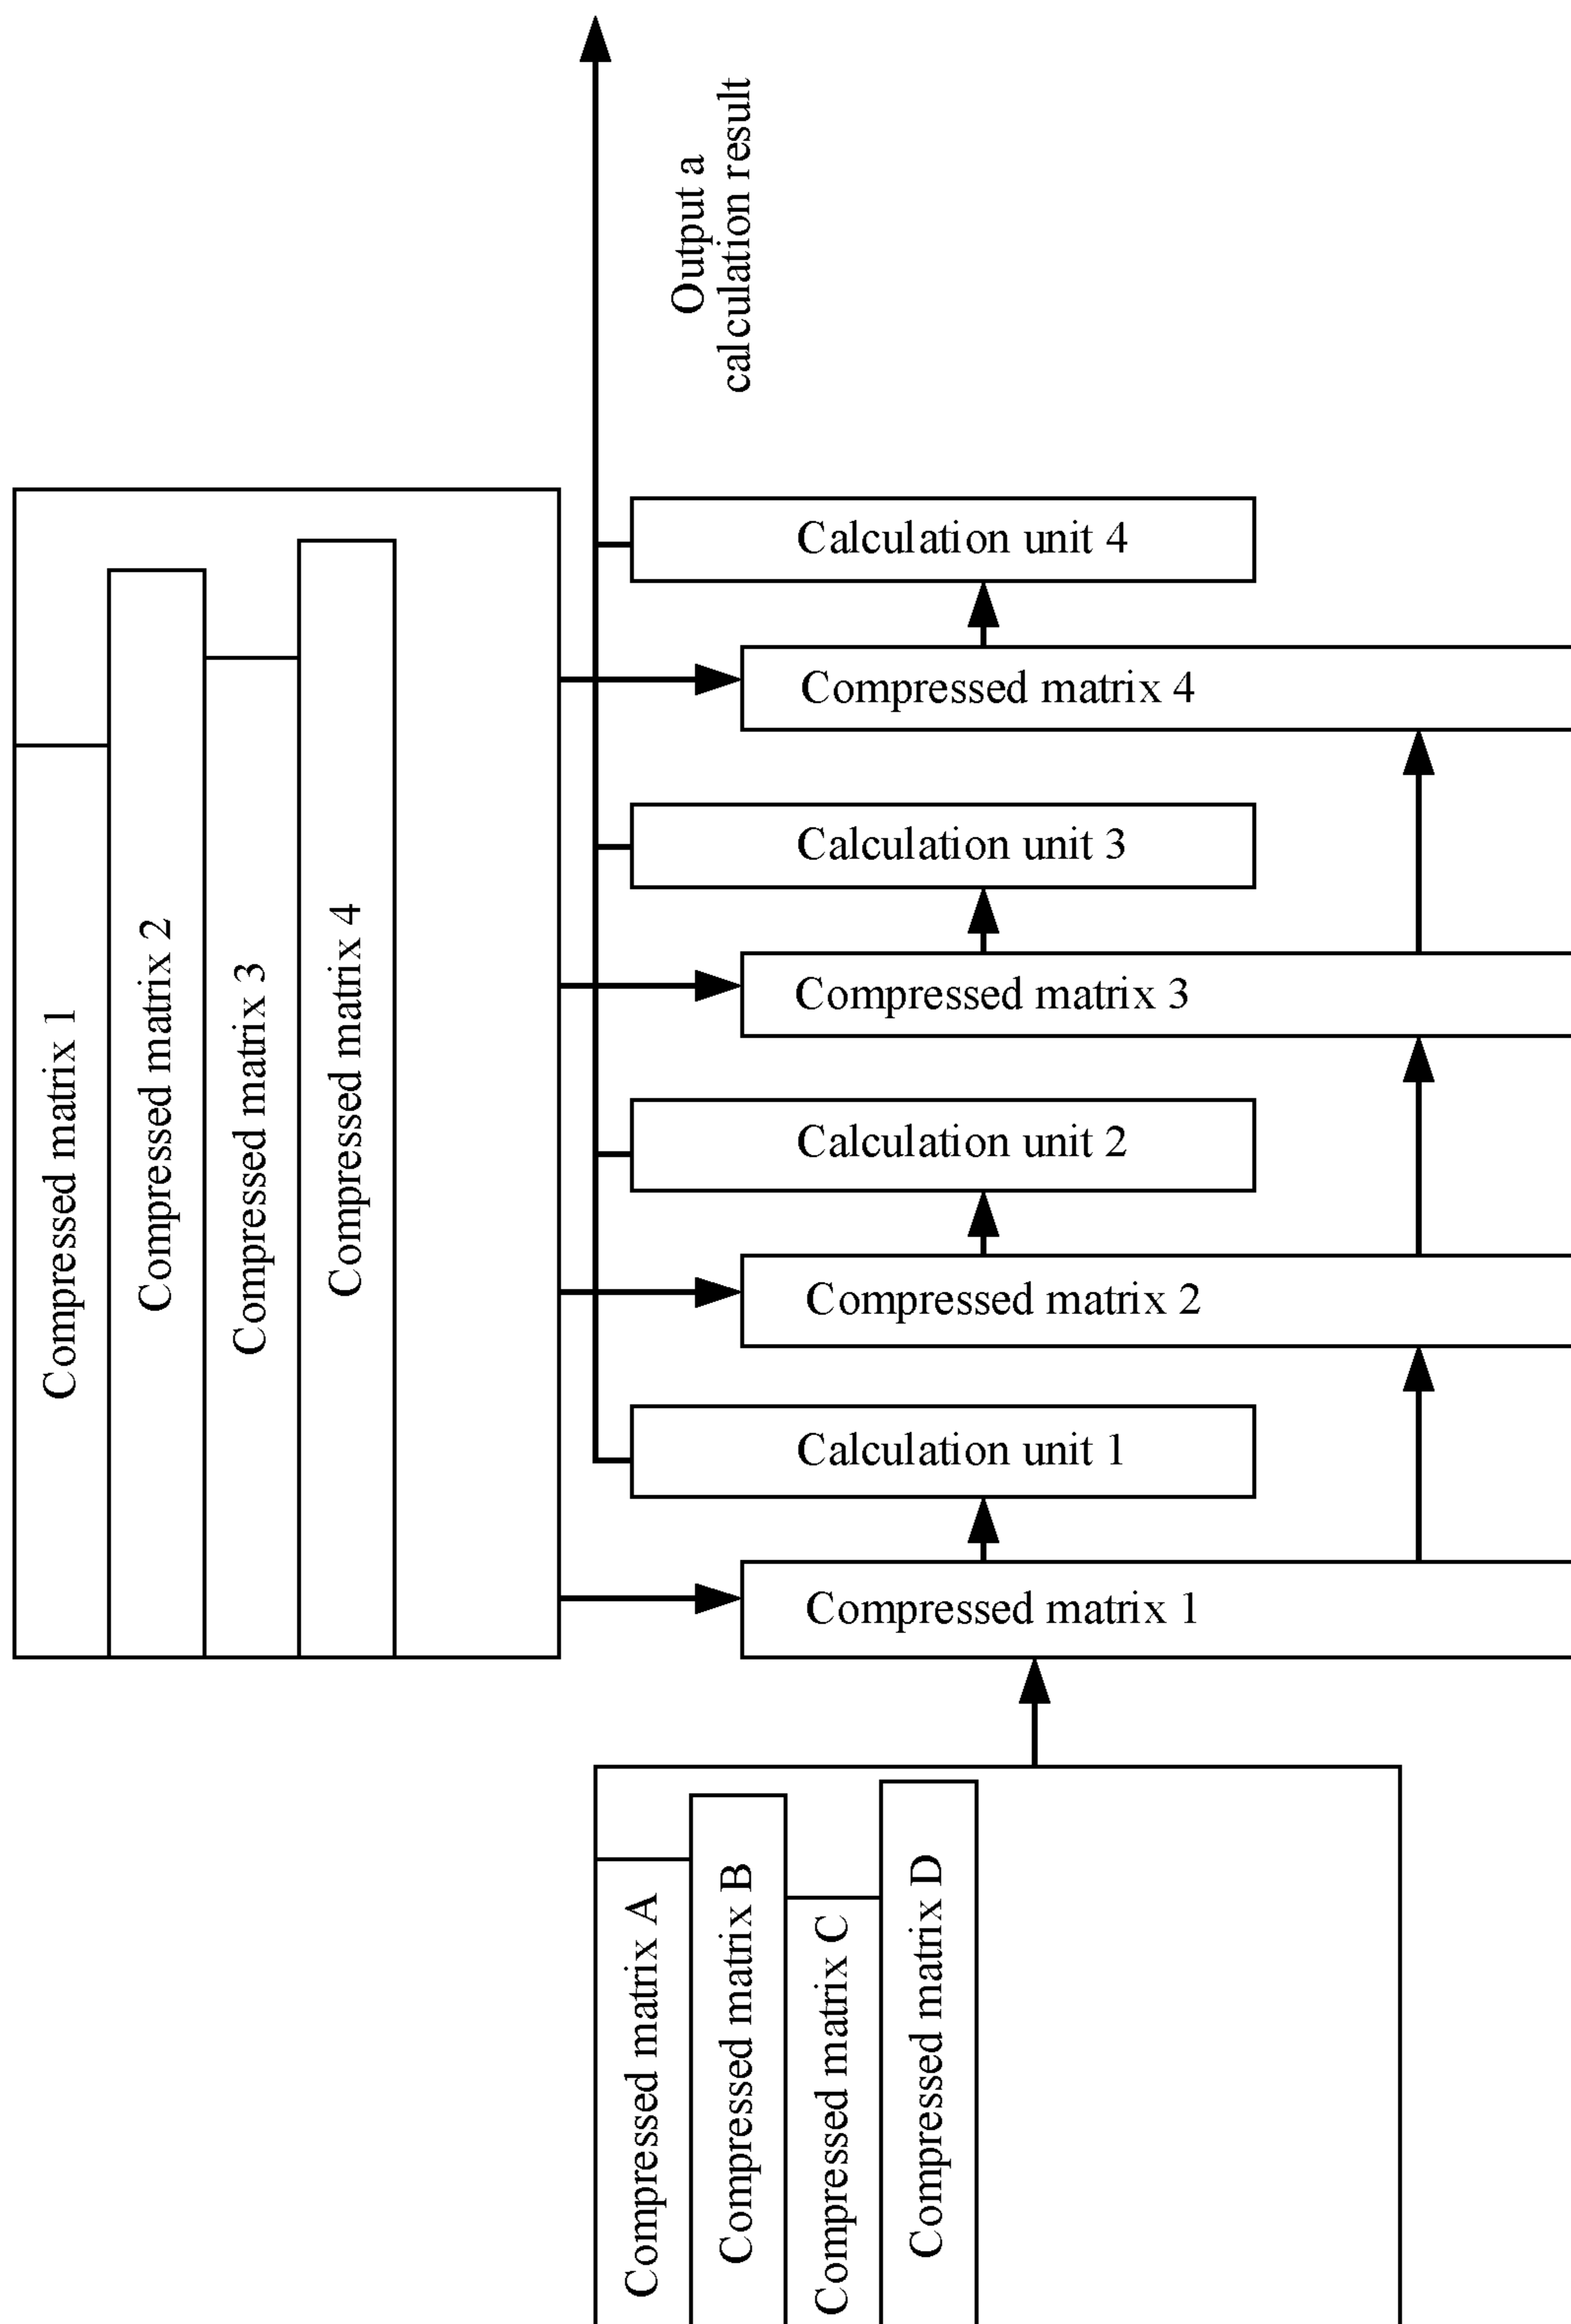 Output a
calculation result
Compressed matrix 1
Compressed matrix 2
Compressed matrix 3
Compressed matrix 4
Calculation unit 4
Compressed matrix 4
Calculation unit 3
Compressed matrix 3
Calculation unit 2
Compressed matrix 2
Calculation unit 1
Compressed matrix 1
Compressed matrix A
Compressed matrix B
Compressed matrix C
Compressed matrix D